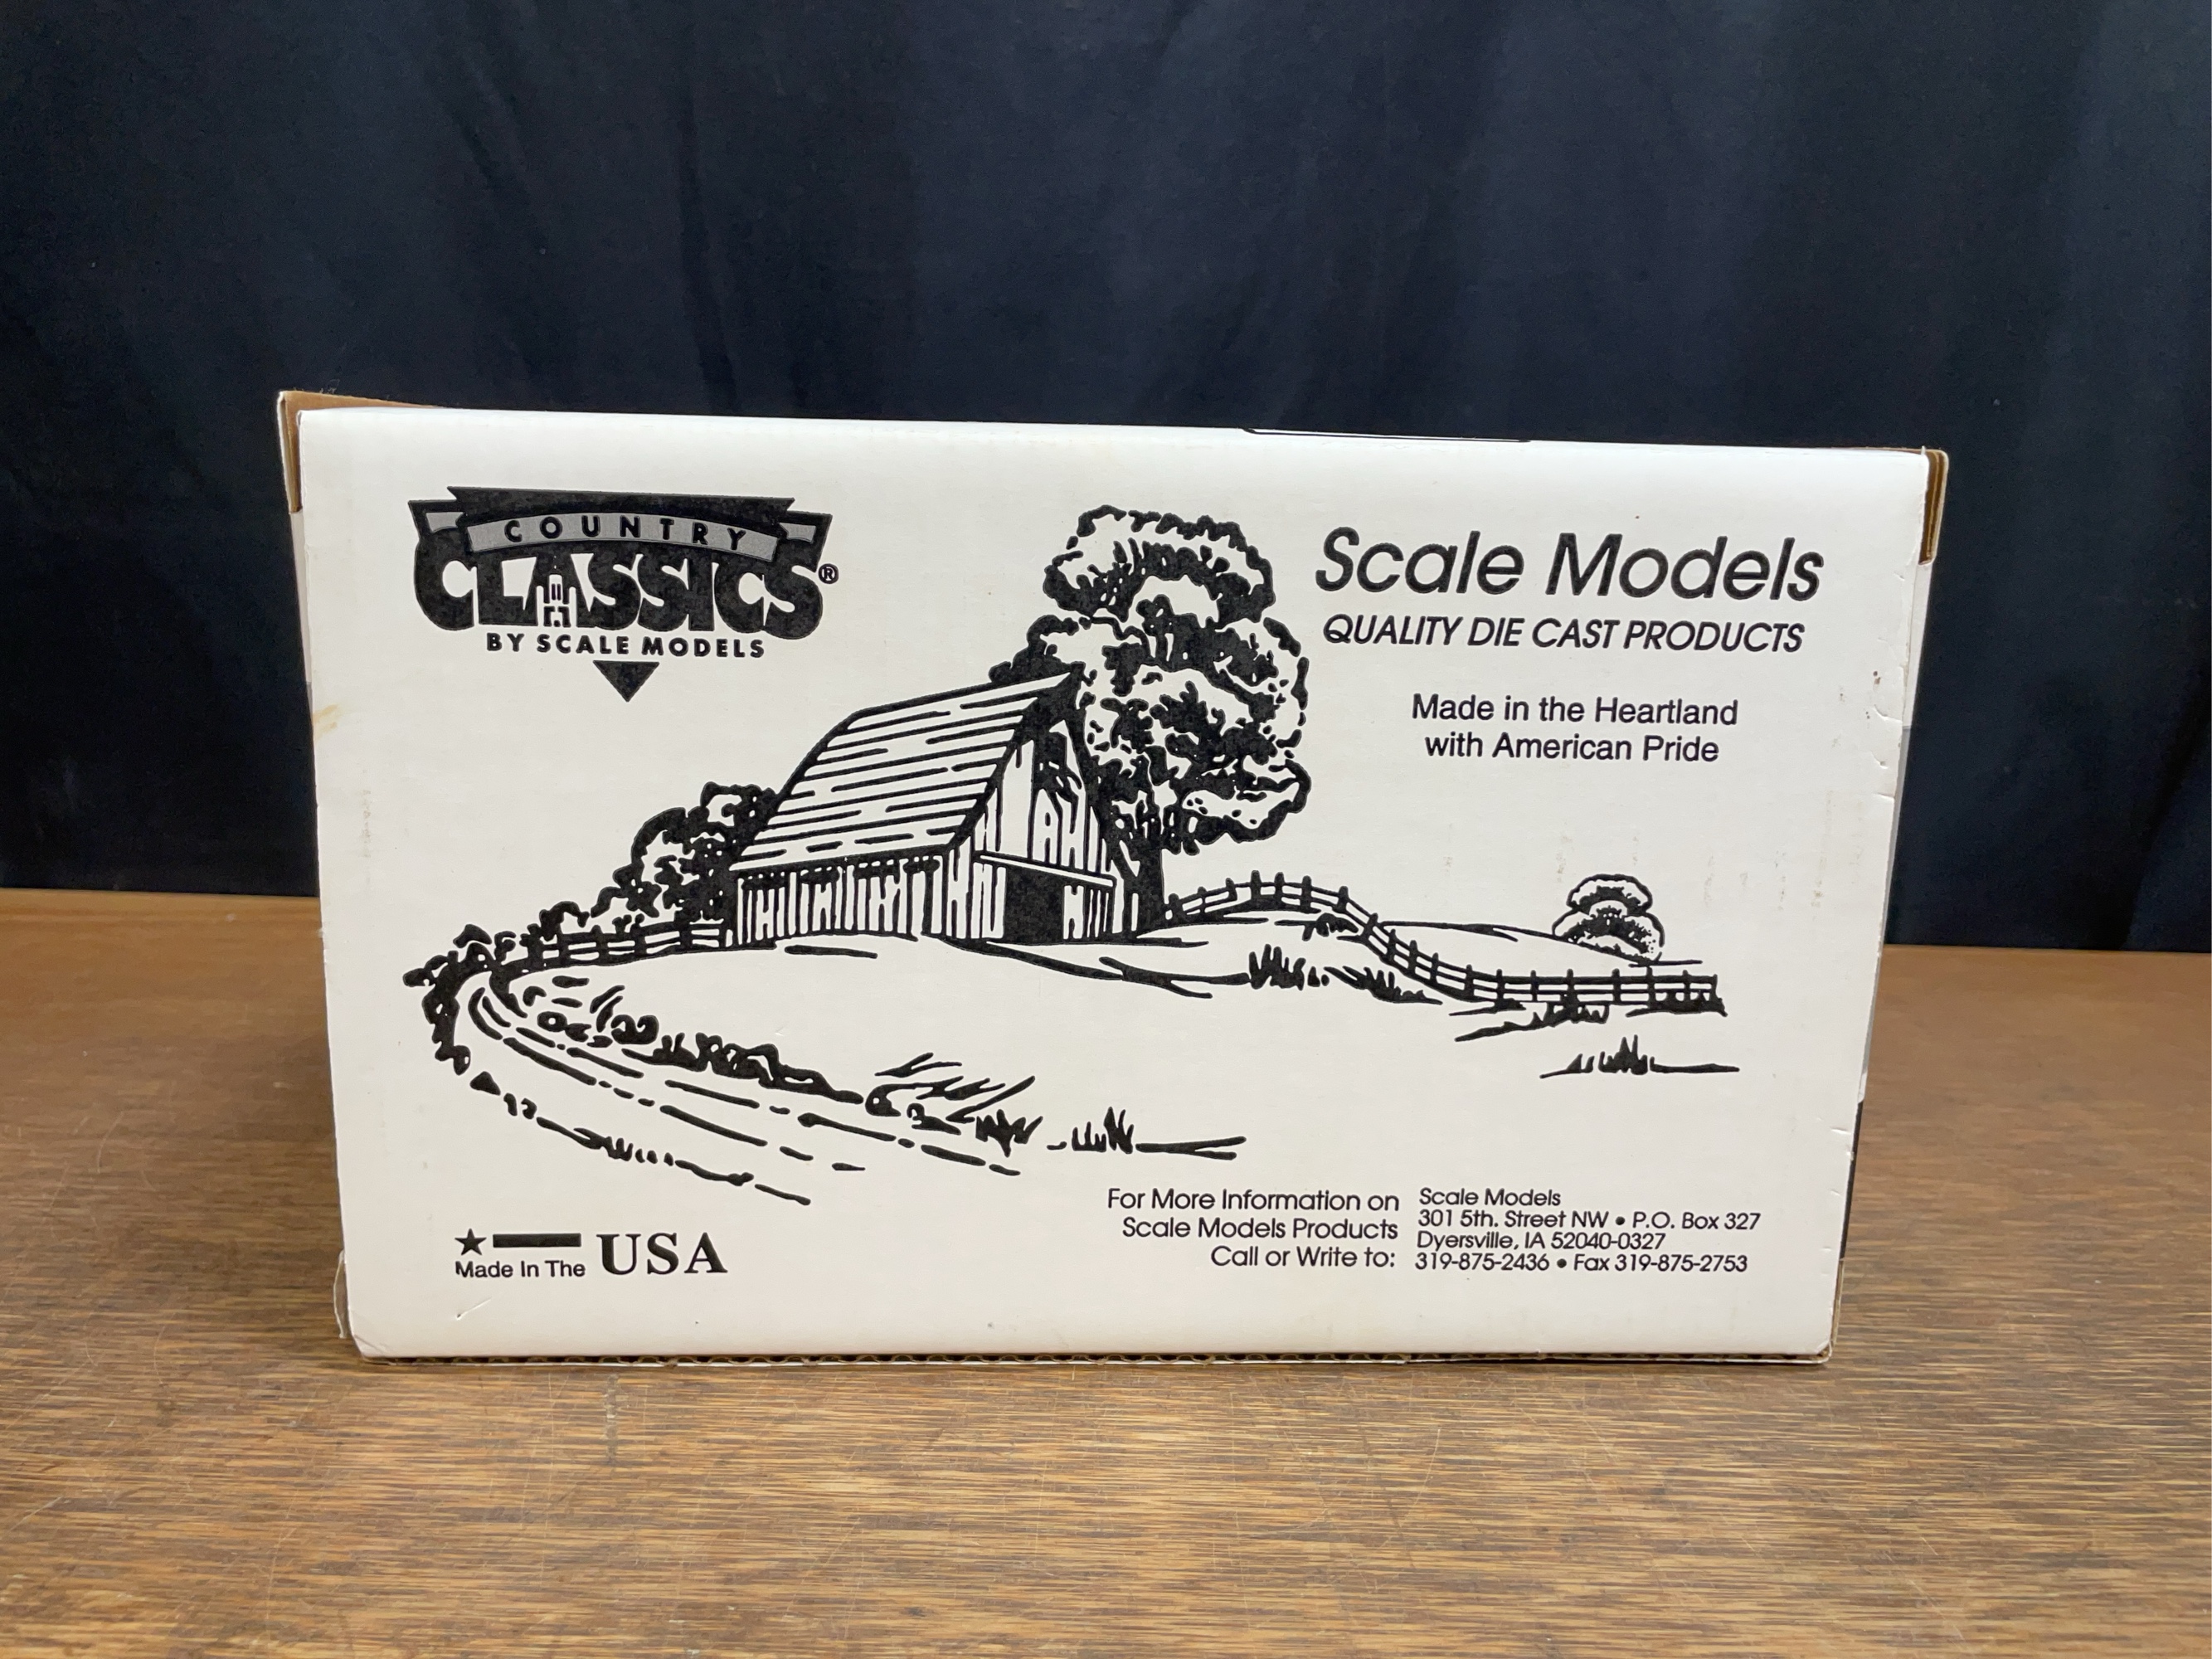 COUNTRY
CLASSICS®
BY SCALE MODELS
Scale Models
QUALITY DIE CAST PRODUCTS
Made in the Heartland
with American Pride
Made In The USA
For More Information on
Scale Models Products
Call or Write to:
Scale Models
301 5th. Street NW • P.O. Box 327
Dyersville, IA 52040-0327
319-875-2436 • Fax 319-875-2753